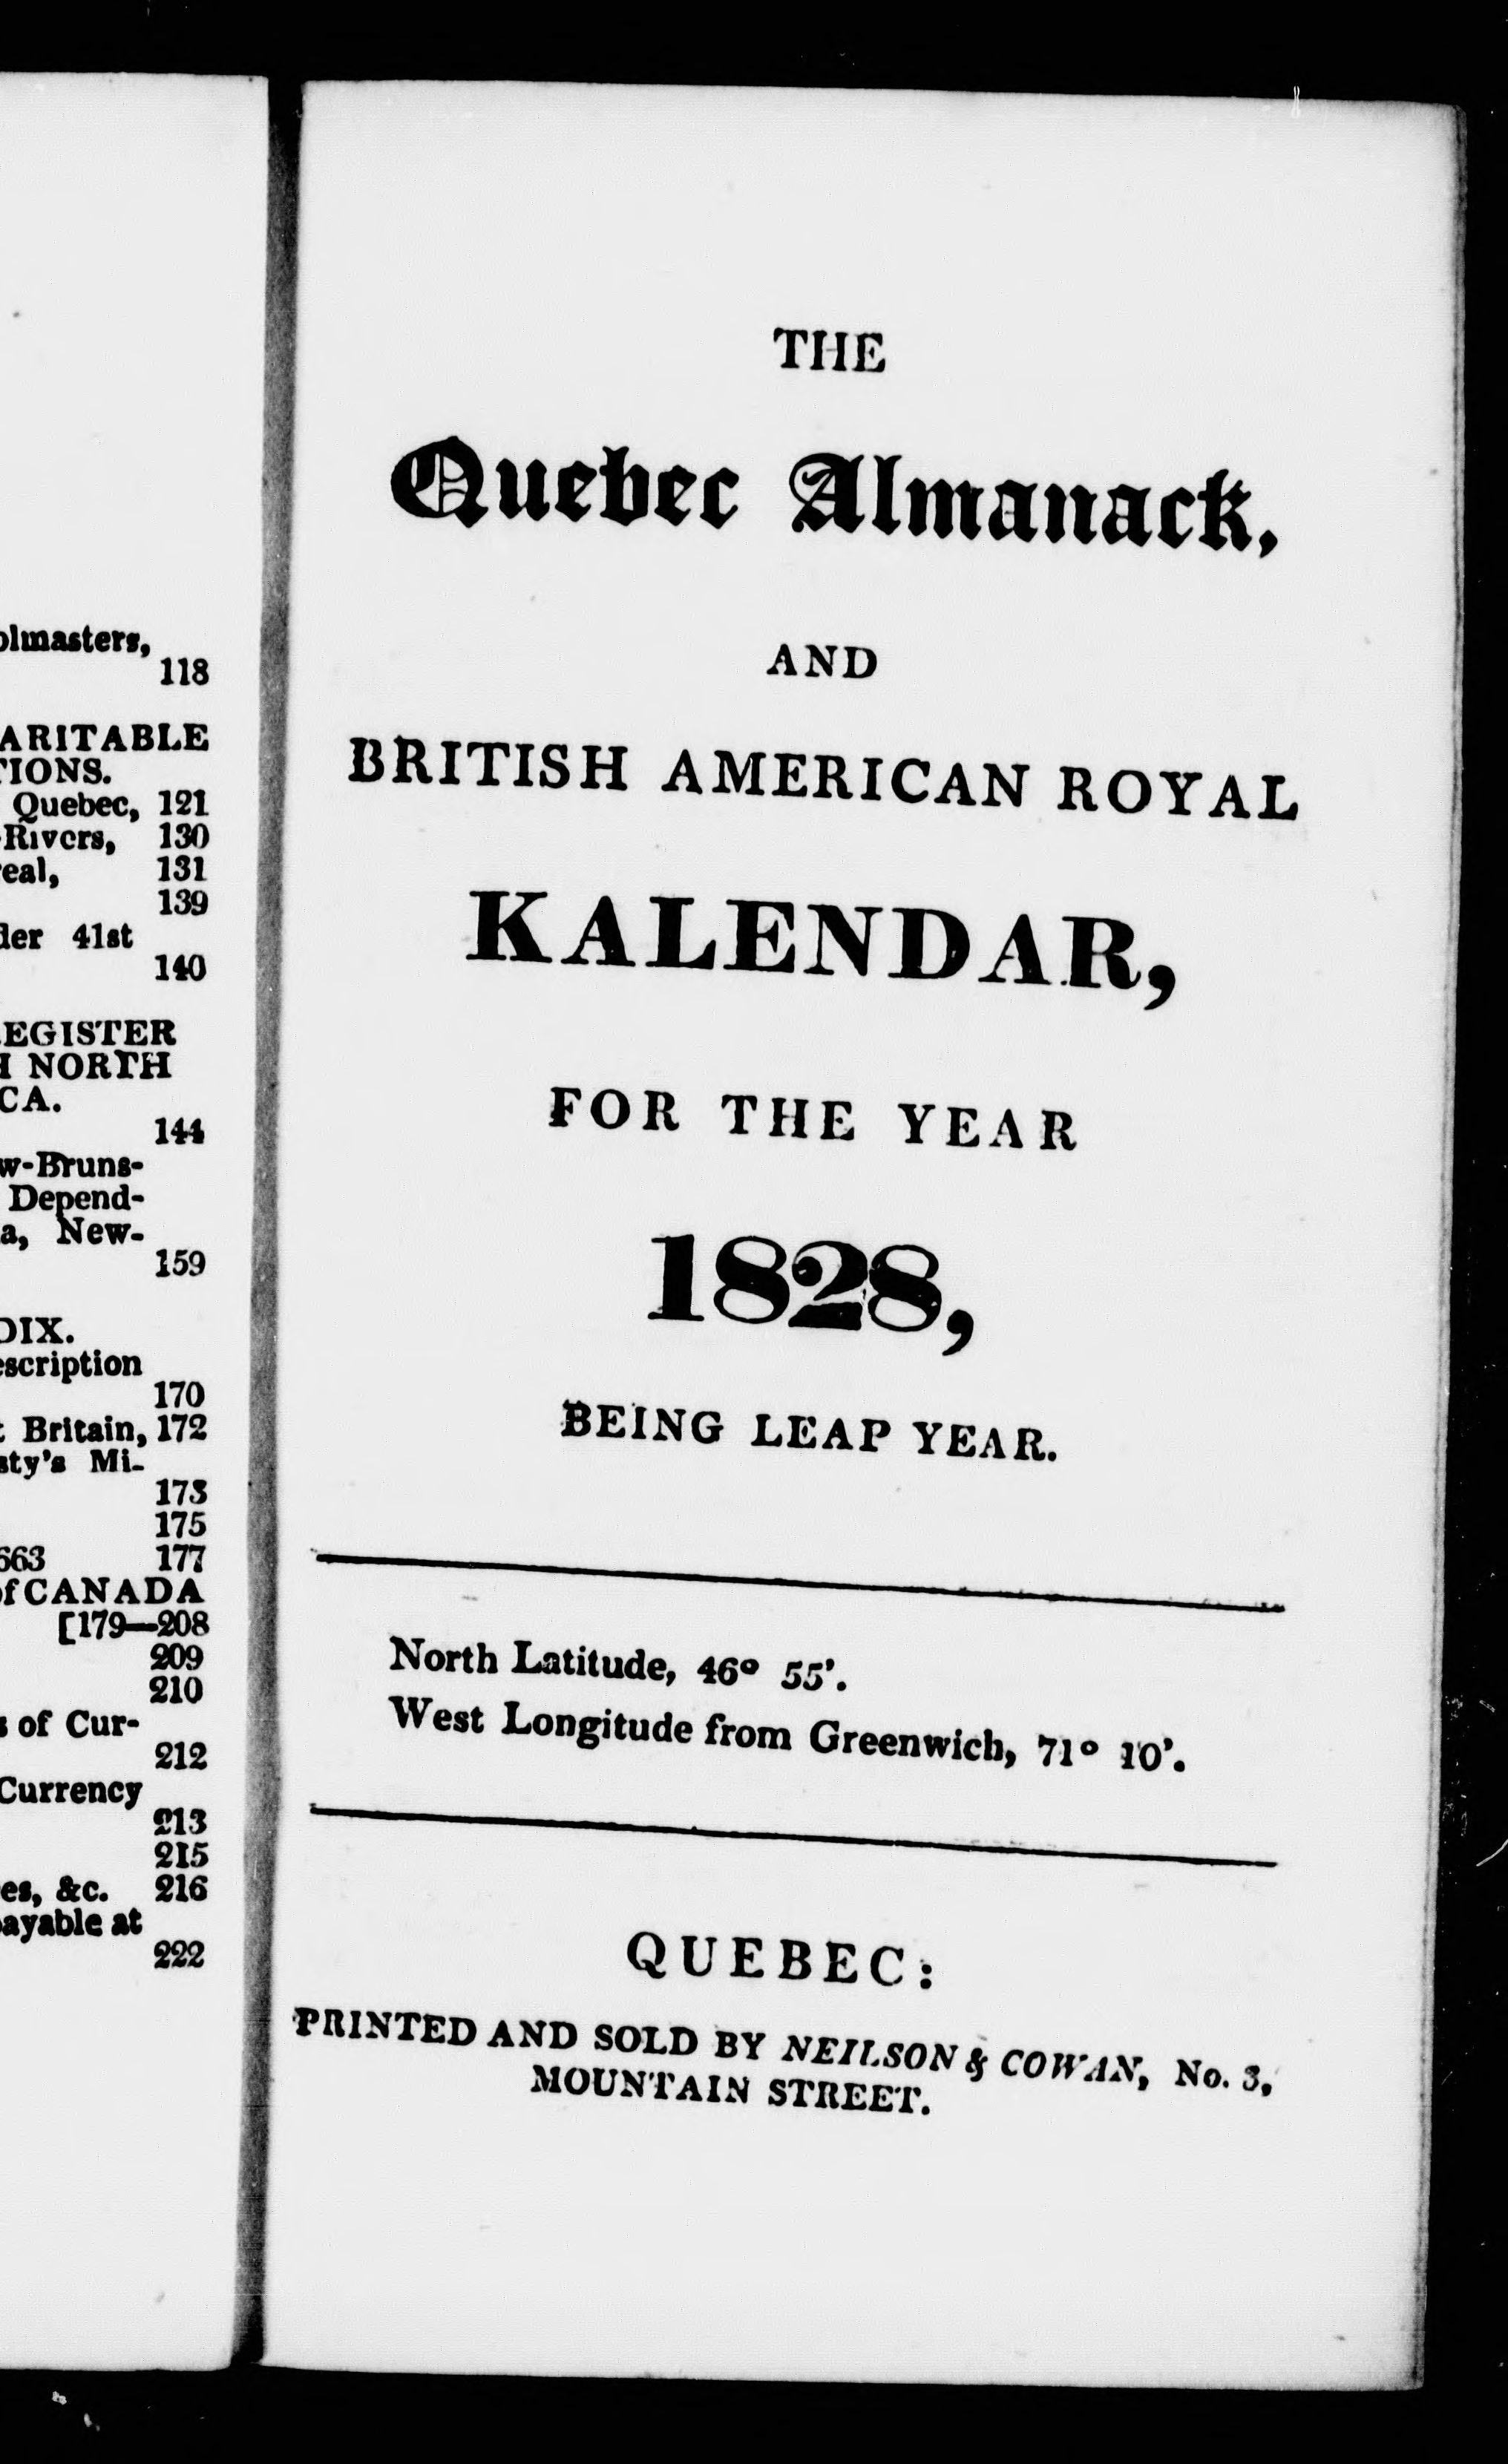 olmasters,
118
ARITABLE
TIONS.
Quebec, 121
-Rivers, 130
eal, 131
139
der 41st
140
EGISTER
H NORTH
CA.
144
w-Bruns-
Depend-
a, New-
159
DIX.
escription
170
t Britain, 172
sty's Mi-
173
175
663 177
of CANADA
[179—208
209
210
s of Cur-
212
Currency
213
215
es, &c. 216
payable at
222
THE
Quebec Almanack,
AND
BRITISH AMERICAN ROYAL
KALENDAR,
FOR THE YEAR
1828,
BEING LEAP YEAR.
North Latitude, 46° 55'.
West Longitude from Greenwich, 71° 10'.
QUEBEC:
PRINTED AND SOLD BY NEILSON & COWAN, No. 3,
MOUNTAIN STREET.